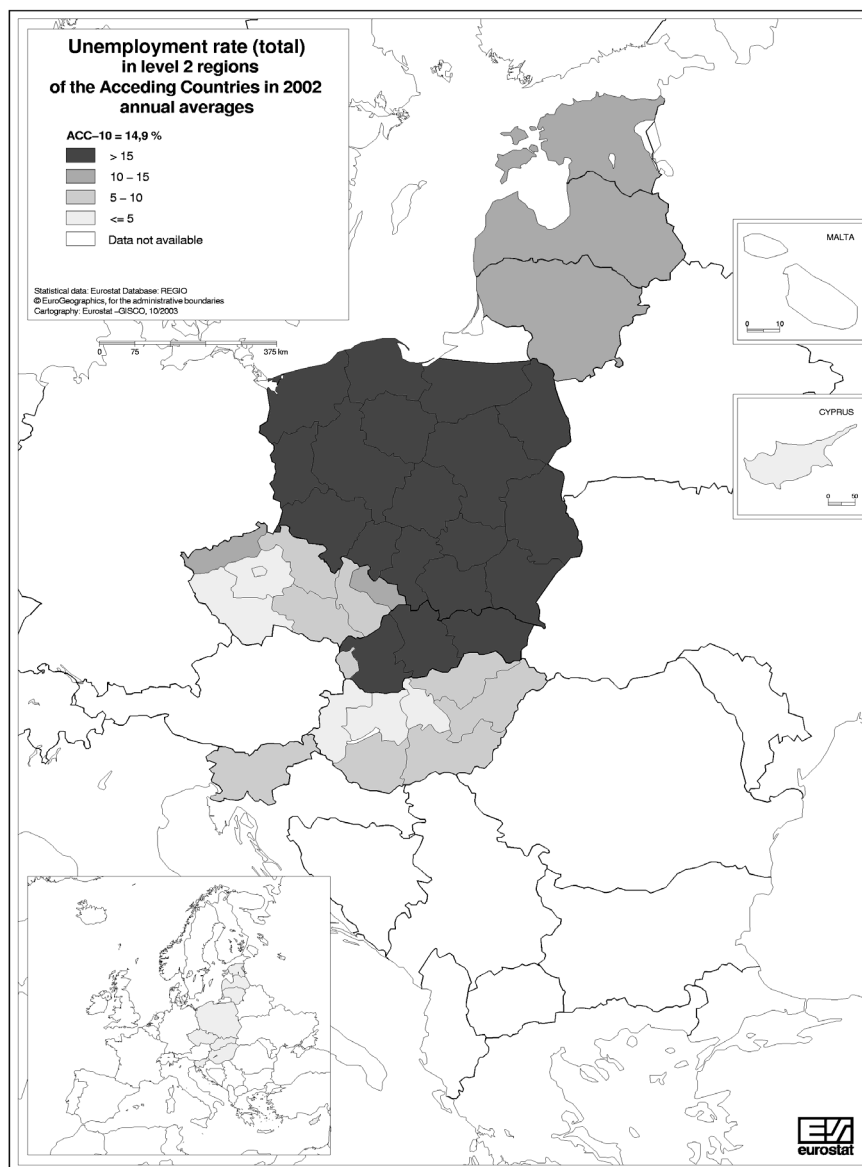 Unemployment rate (total)
in level 2 regions
of the Acceding Countries in 2002
annual averages
ACC–10 = 14,9 %
> 15
10 – 15
5 – 10
<= 5
Data not available
Statistical data: Eurostat Database: REGIO
© EuroGeographics, for the administrative boundaries
Cartography: Eurostat –GISCO, 10/2003
0 75 375 km
MALTA
0 10
CYPRUS
0 50
eurostat